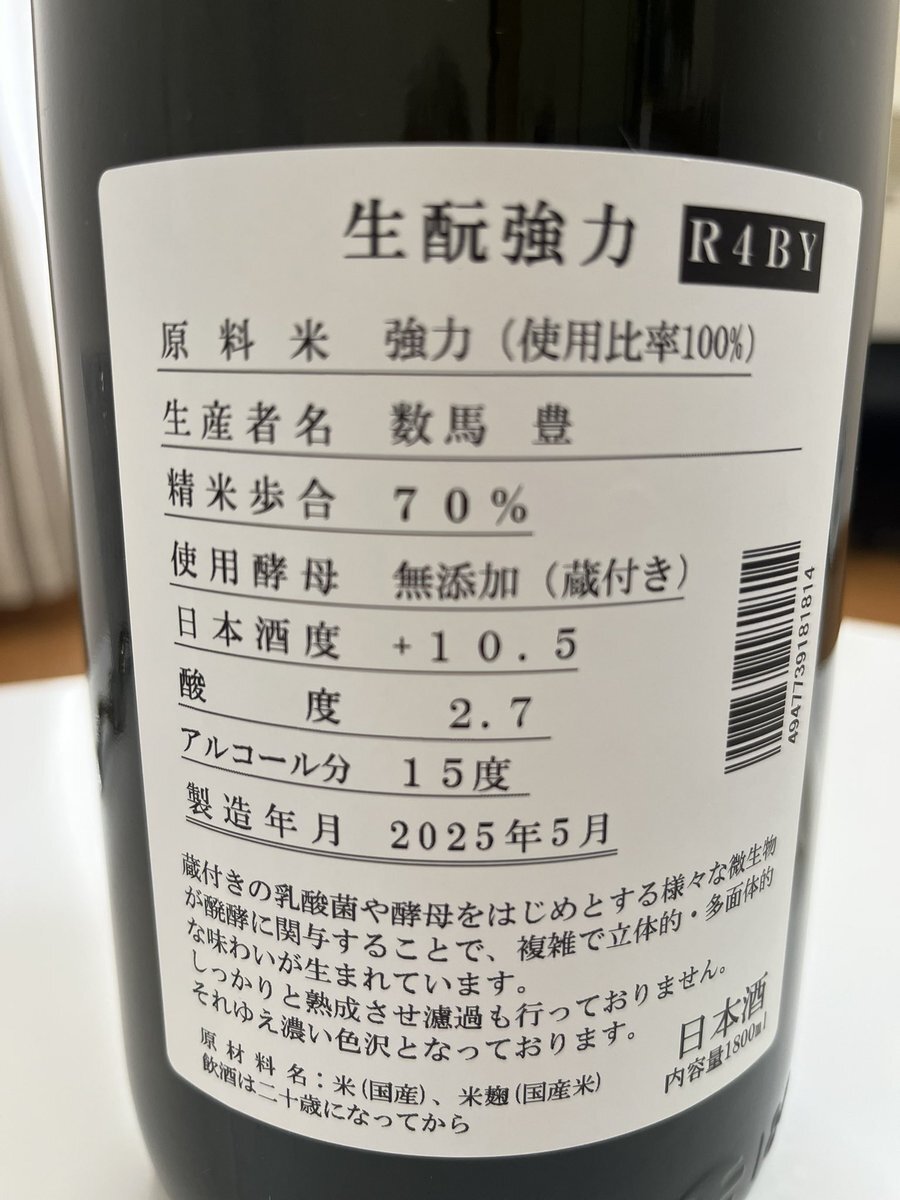 生酛強力 R4BY
原料米 強力（使用比率100%）
生産者名 数馬 豊
精米歩合 70%
使用酵母 無添加（蔵付き）
日本酒度 +10.5
酸度 2.7
アルコール分 15度
製造年月 2025年5月
4947739181814
蔵付きの乳酸菌や酵母をはじめとする様々な微生物
が醗酵に関与することで、複雑で立体的・多面体的
な味わいが生まれています。
しっかりと熟成させ濾過も行っておりません。
それゆえ濃い色沢となっております。
日本酒
内容量1800ml
原材料名：米(国産)、米麹(国産米)
飲酒は二十歳になってから